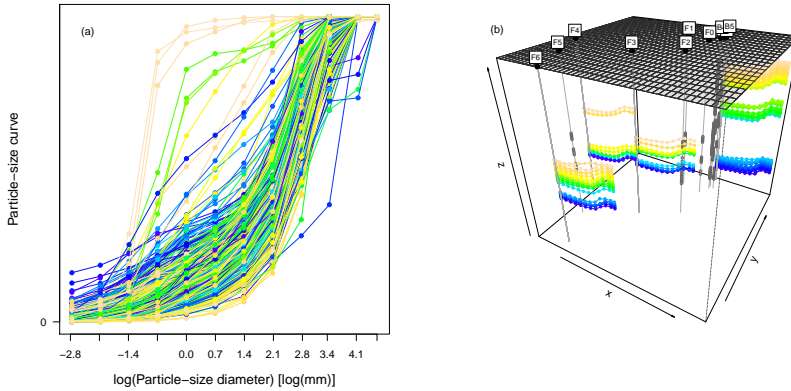 (a)
Particle−size curve
0
−2.8 −1.4 0.0 0.7 1.4 2.1 2.8 3.4 4.1
log(Particle−size diameter) [log(mm)]
(b)
F1 B5
F4 F0
F5 F3 F2
F6
z
y
x